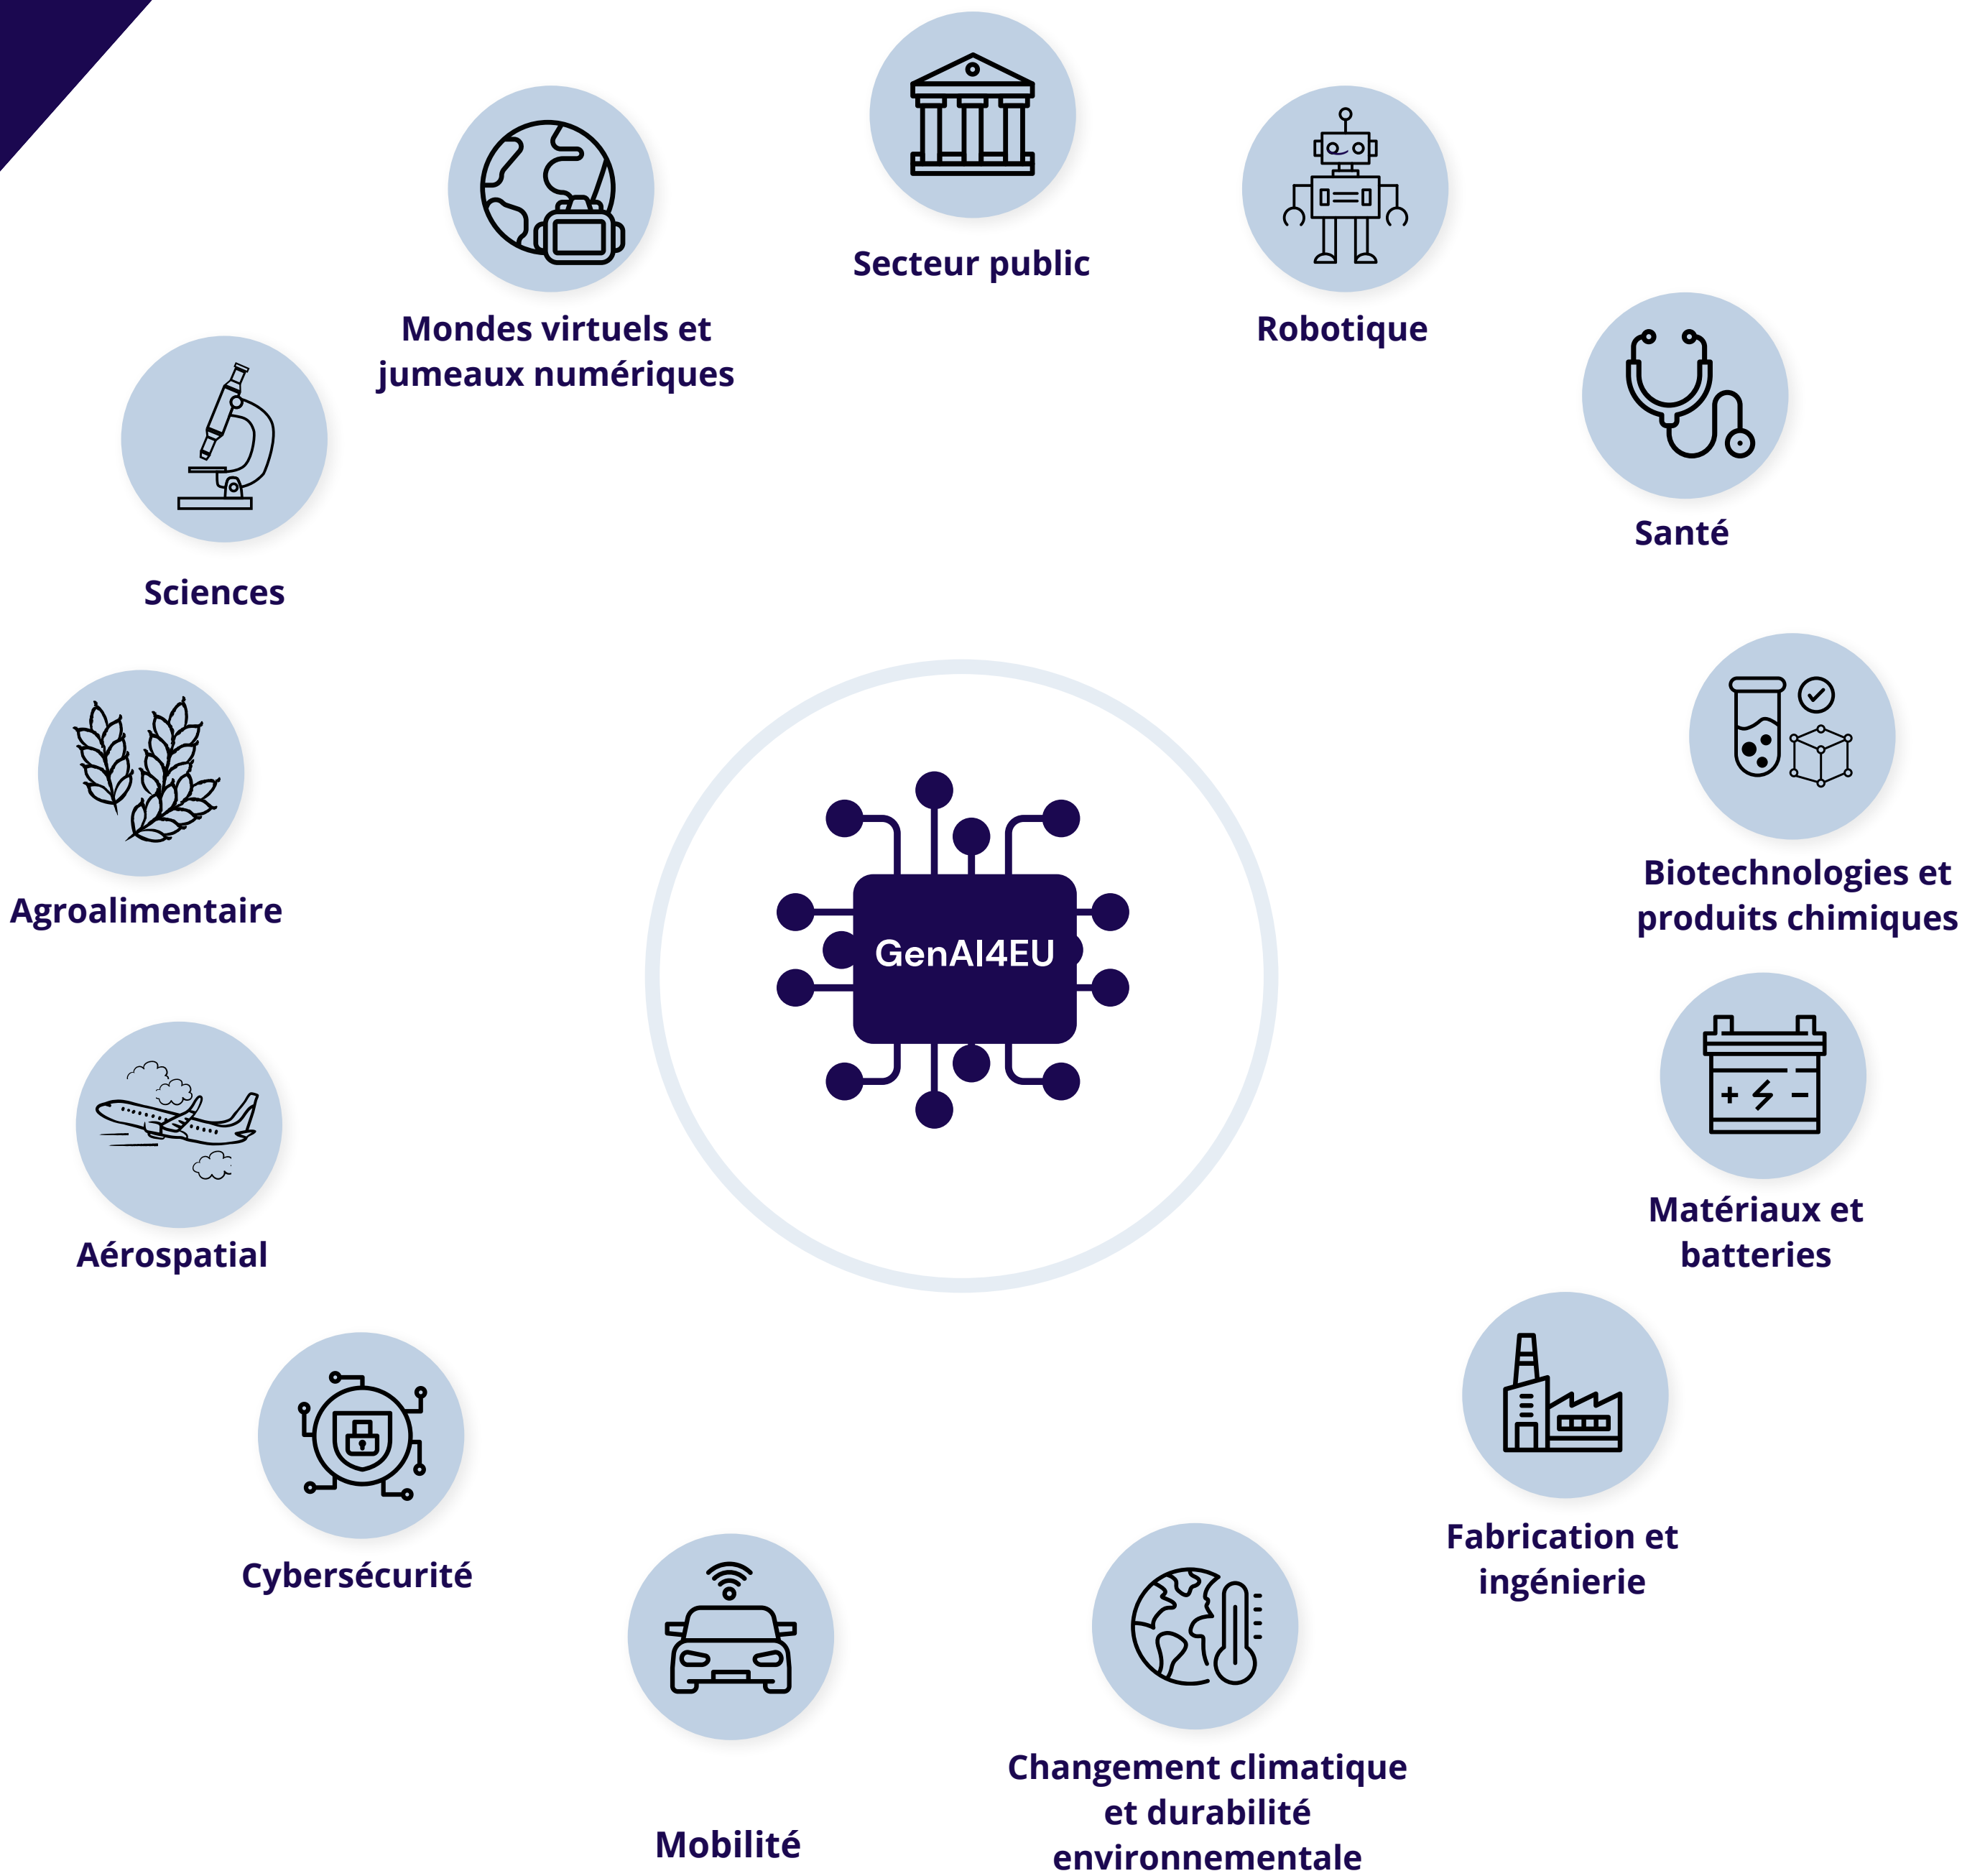 Secteur public
Robotique
Santé
Biotechnologies et
produits chimiques
Matériaux et
batteries
Fabrication et
ingénierie
Changement climatique
et durabilité
environnementale
Mobilité
Cybersécurité
Aérospatial
Agroalimentaire
Sciences
Mondes virtuels et
jumeaux numériques
GenAI4EU